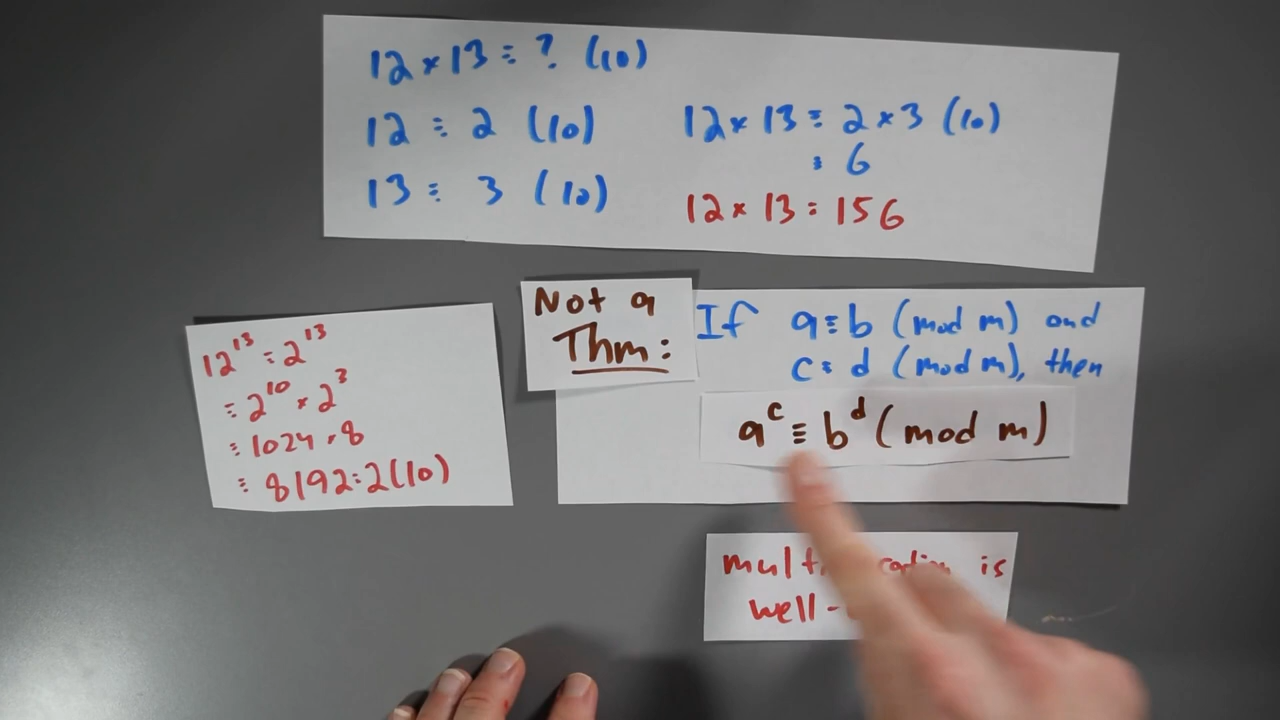 12 × 13 ≡ ? (10)
12 ≡ 2 (10)
13 ≡ 3 (10)
12 × 13 ≡ 2 × 3 (10)
≡ 6
12 × 13 = 156
12^13 ≡ 2^13
≡ 2^10 × 2^3
≡ 1024 × 8
≡ 8192 ≡ 2 (10)
Not a
Thm:
If a ≡ b (mod m) and
c ≡ d (mod m), then
a^c ≡ b^d (mod m)
is
well-